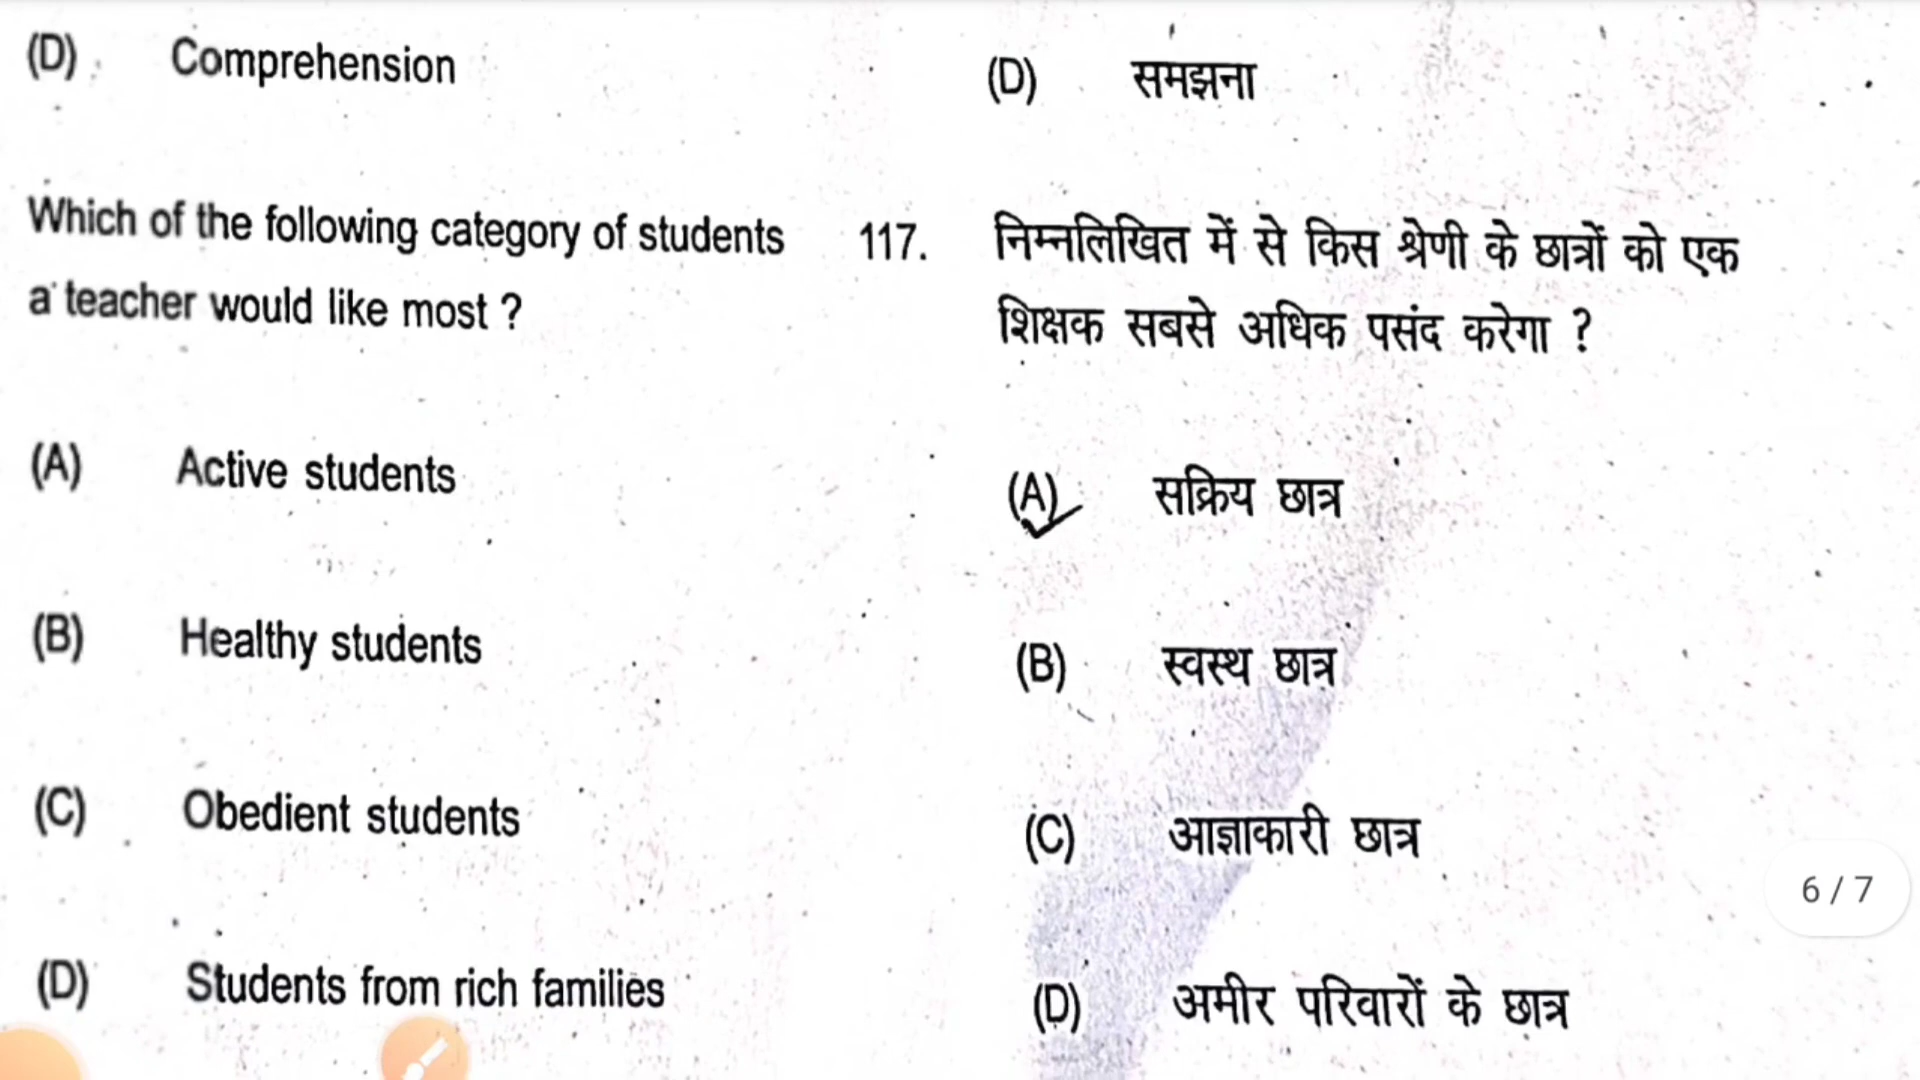 (D) Comprehension
Which of the following category of students
a teacher would like most ?
(A) Active students
(B) Healthy students
(C) Obedient students
(D) Students from rich families
(D) समझना
117. निम्नलिखित में से किस श्रेणी के छात्रों को एक
शिक्षक सबसे अधिक पसंद करेगा ?
(A) सक्रिय छात्र
(B) स्वस्थ छात्र
(C) आज्ञाकारी छात्र
(D) अमीर परिवारों के छात्र
6 / 7